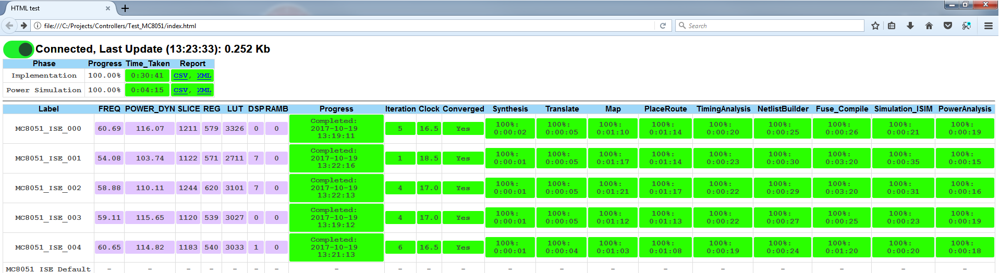 HTML test
file:///C:/Projects/Controllers/Test_MC8051/index.html
Search
Connected, Last Update (13:23:33): 0.252 Kb
Phase Progress Time_Taken Report
Implementation 100.00% 0:30:41 CSV, XML
Power Simulation 100.00% 0:04:15 CSV, XML
Label FREQ POWER_DYN SLICE REG LUT DSP RAMB Progress Iteration Clock Converged Synthesis Translate Map PlaceRoute TimingAnalysis NetlistBuilder Fuse_Compile Simulation_ISIM PowerAnalysis
Completed:
MC8051_ISE_000 60.69 116.07 1211 579 3326 0 0 2017-10-19 5 16.5 Yes 100%: 100%: 100%: 100%: 100%: 100%: 100%: 100%: 100%:
13:19:11 0:00:02 0:00:05 0:01:10 0:01:14 0:00:20 0:00:25 0:00:26 0:00:21 0:00:19
Completed:
MC8051_ISE_001 54.08 103.74 1122 571 2711 7 0 2017-10-19 1 18.5 Yes 100%: 100%: 100%: 100%: 100%: 100%: 100%: 100%: 100%:
13:22:16 0:00:01 0:00:05 0:01:17 0:01:14 0:00:23 0:00:30 0:03:20 0:00:35 0:00:15
Completed:
MC8051_ISE_002 58.88 110.11 1244 620 3101 7 0 2017-10-19 4 17.0 Yes 100%: 100%: 100%: 100%: 100%: 100%: 100%: 100%: 100%:
13:22:13 0:00:01 0:00:05 0:01:21 0:01:17 0:00:22 0:00:29 0:03:20 0:00:31 0:00:16
Completed:
MC8051_ISE_003 59.11 115.65 1120 539 3027 0 0 2017-10-19 4 17.0 Yes 100%: 100%: 100%: 100%: 100%: 100%: 100%: 100%: 100%:
13:19:12 0:00:01 0:00:05 0:01:12 0:01:13 0:00:22 0:00:27 0:00:25 0:00:23 0:00:19
Completed:
MC8051_ISE_004 60.65 114.82 1183 540 3033 1 0 2017-10-19 6 16.5 Yes 100%: 100%: 100%: 100%: 100%: 100%: 100%: 100%: 100%:
13:21:13 0:00:01 0:00:04 0:01:03 0:01:08 0:00:19 0:00:24 0:01:20 0:00:20 0:00:18
MC8051 ISE Default - - - - - - - - - - - - - - - - - - - -